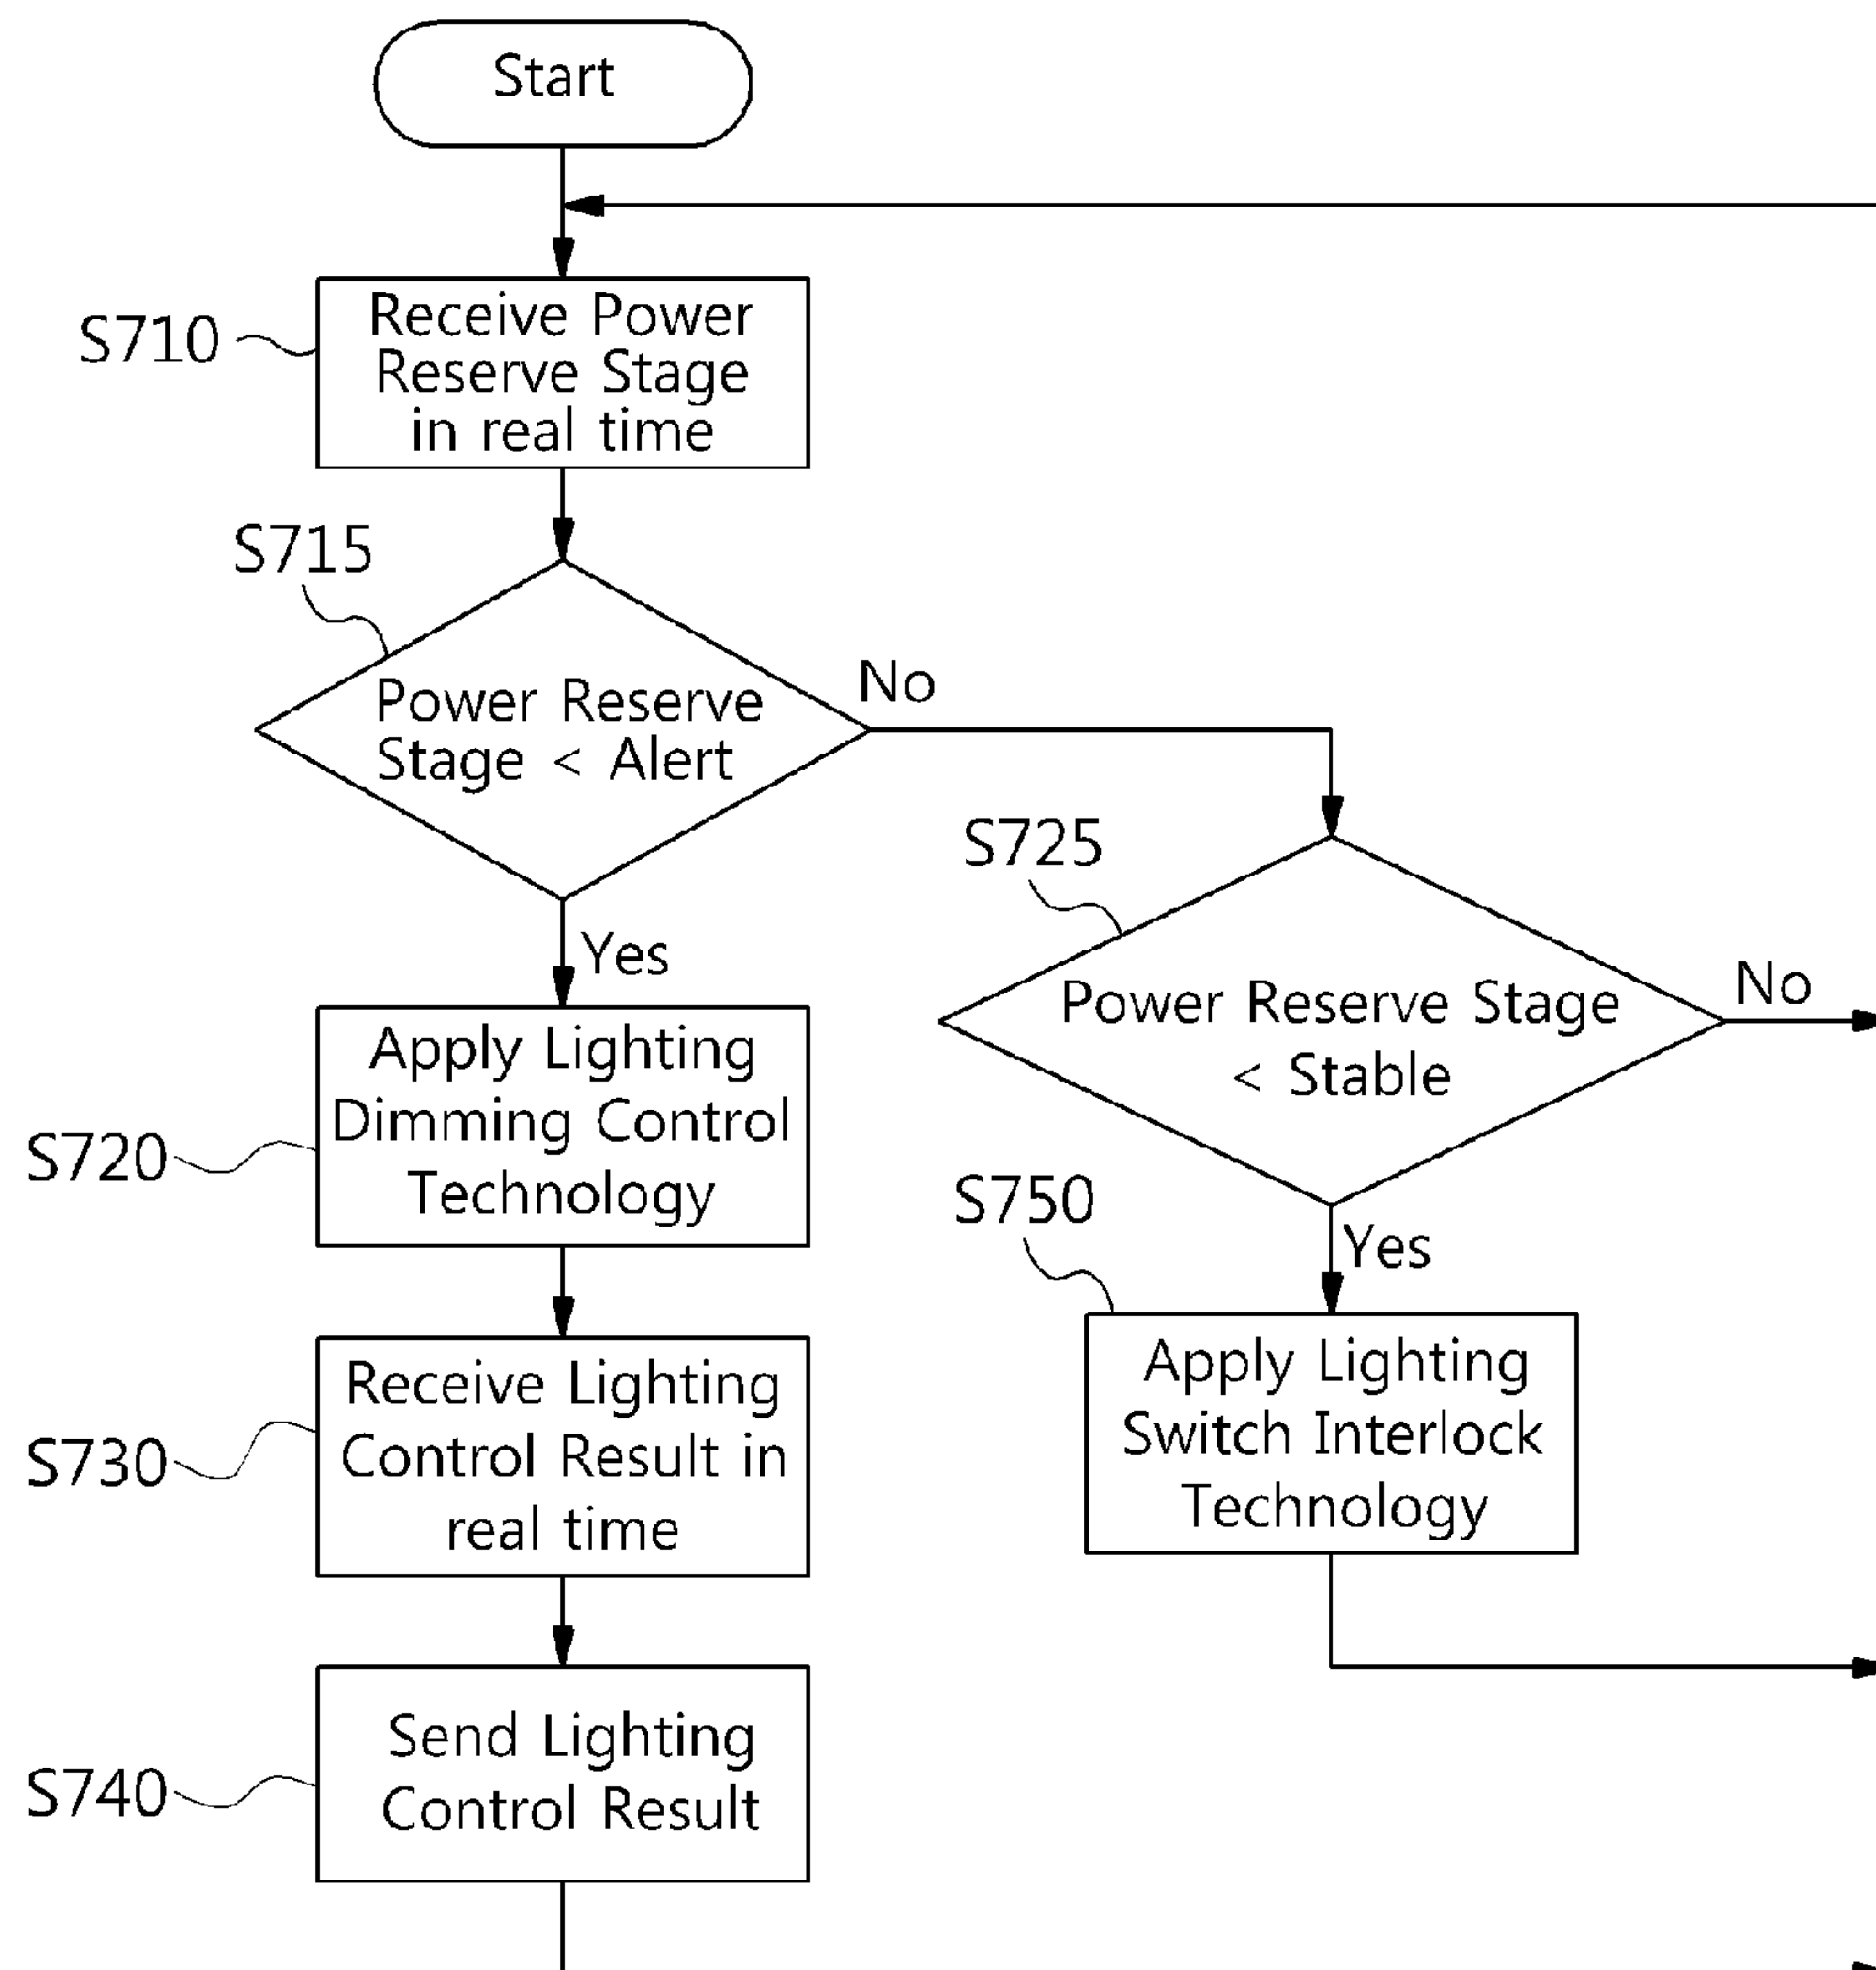 Start
S710
Receive Power
Reserve Stage
in real time
S715
Power Reserve
Stage < Alert
No
Yes
S725
Power Reserve Stage
< Stable
No
Yes
S720
Apply Lighting
Dimming Control
Technology
S750
Apply Lighting
Switch Interlock
Technology
S730
Receive Lighting
Control Result in
real time
S740
Send Lighting
Control Result